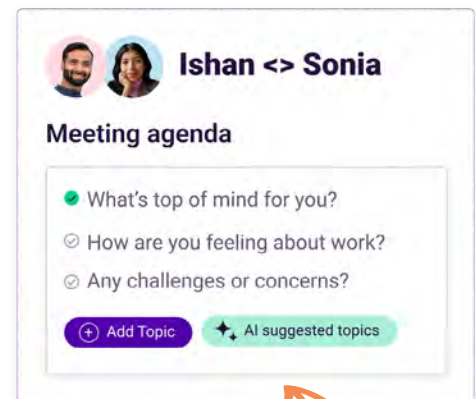 Ishan <> Sonia
Meeting agenda
What's top of mind for you?
How are you feeling about work?
Any challenges or concerns?
Add Topic
AI suggested topics